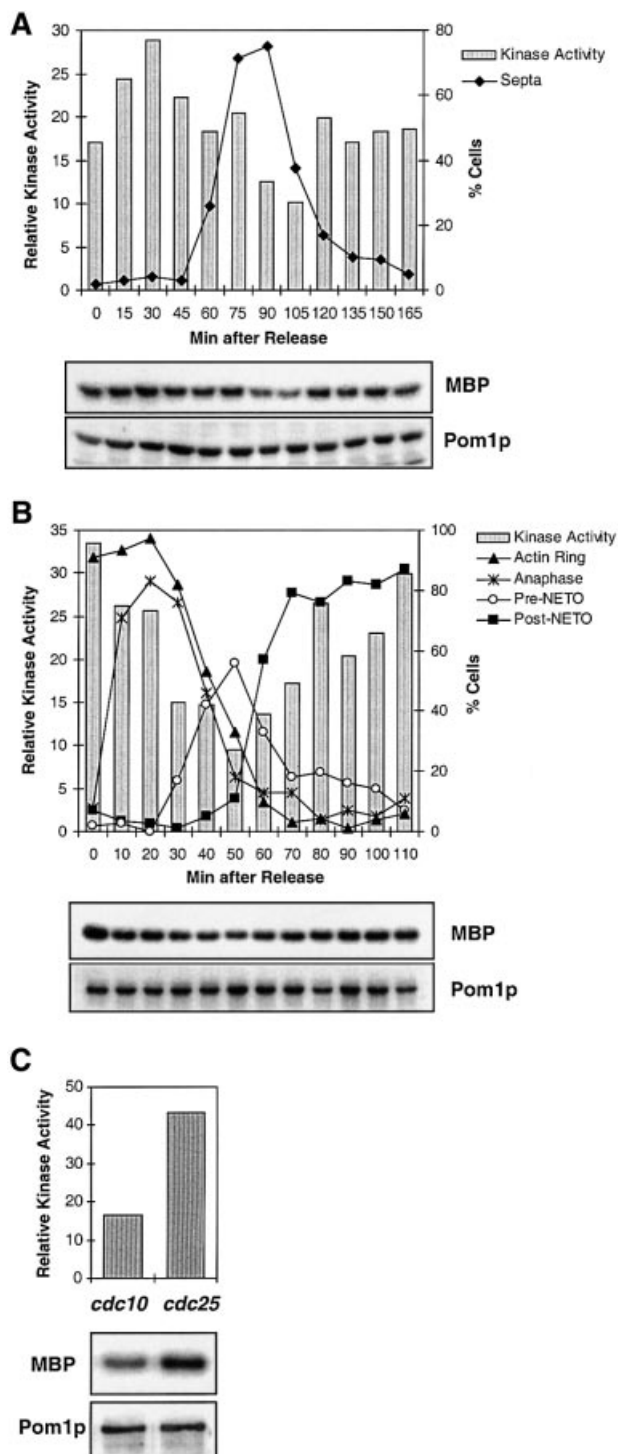 A
30
25
20
15
10
5
0
Relative Kinase Activity
80
60
40
20
0
% Cells
Kinase Activity
Septa
0 15 30 45 60 75 90 105 120 135 150 165
Min after Release
MBP
Pom1p
B
35
30
25
20
15
10
5
0
Relative Kinase Activity
100
80
60
40
20
0
% Cells
Kinase Activity
Actin Ring
Anaphase
Pre-NETO
Post-NETO
0 10 20 30 40 50 60 70 80 90 100 110
Min after Release
MBP
Pom1p
C
50
40
30
20
10
0
Relative Kinase Activity
cdc10 cdc25
MBP
Pom1p